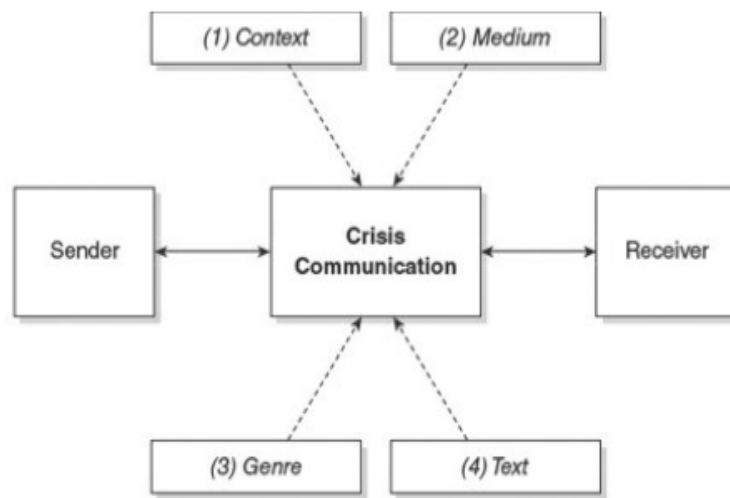 (1) Context
(2) Medium
Sender
Crisis
Communication
Receiver
(3) Genre
(4) Text